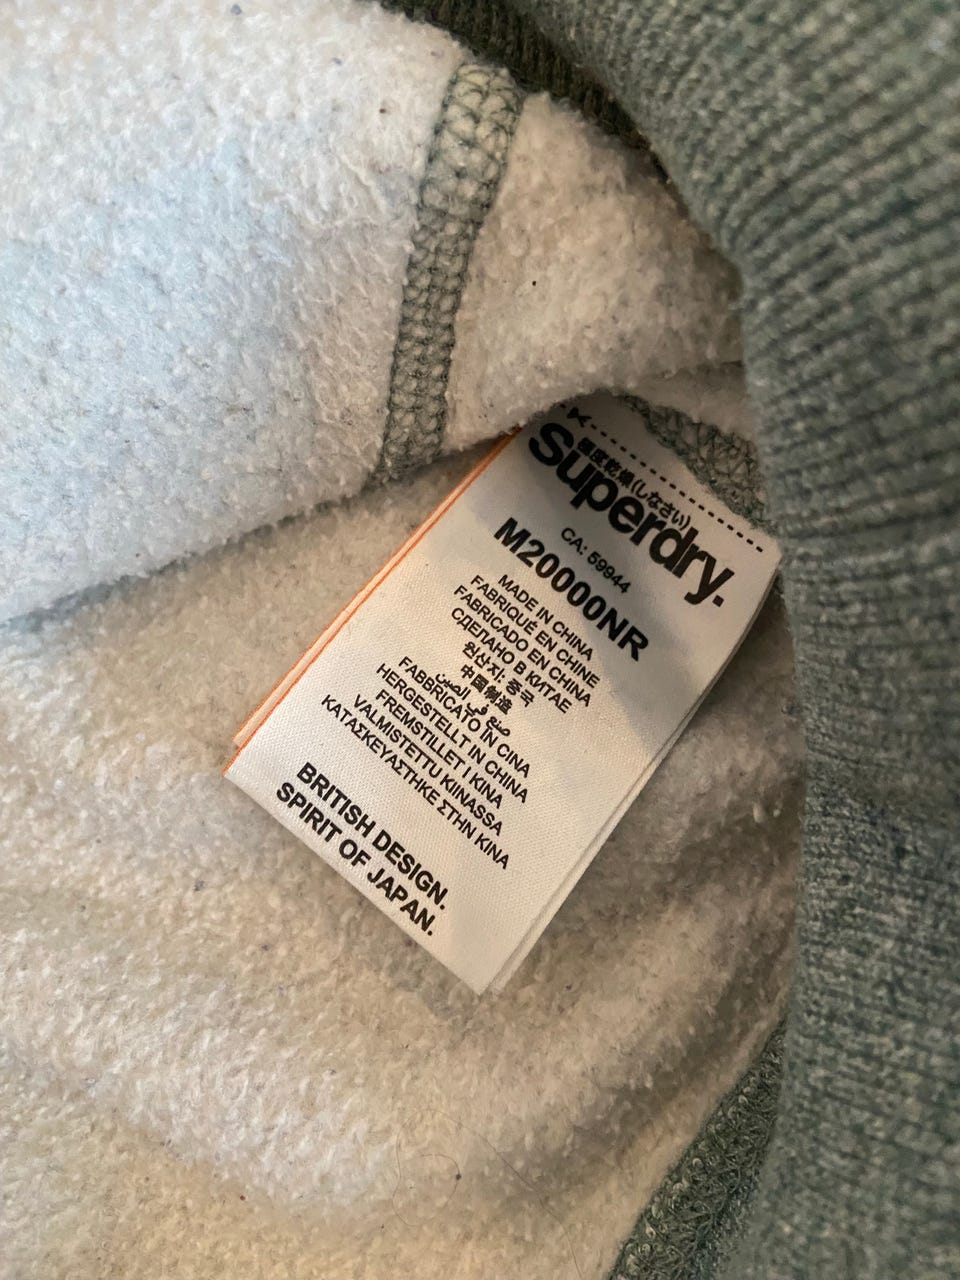 極度乾燥(しなさい)
Superdry.
CA: 59944
M20000NR
MADE IN CHINA
FABRIQUÉ EN CHINE
FABRICADO EN CHINA
СДЕЛАНО В КИТАЕ
원산지: 중국
中国制造
صنع في الصين
FABBRICATO IN CINA
HERGESTELLT IN CHINA
FREMSTILLET I KINA
VALMISTETTU KIINASSA
ΚΑΤΑΣΚΕΥΑΣΤΗΚΕ ΣΤΗΝ ΚΙΝΑ
BRITISH DESIGN.
SPIRIT OF JAPAN.